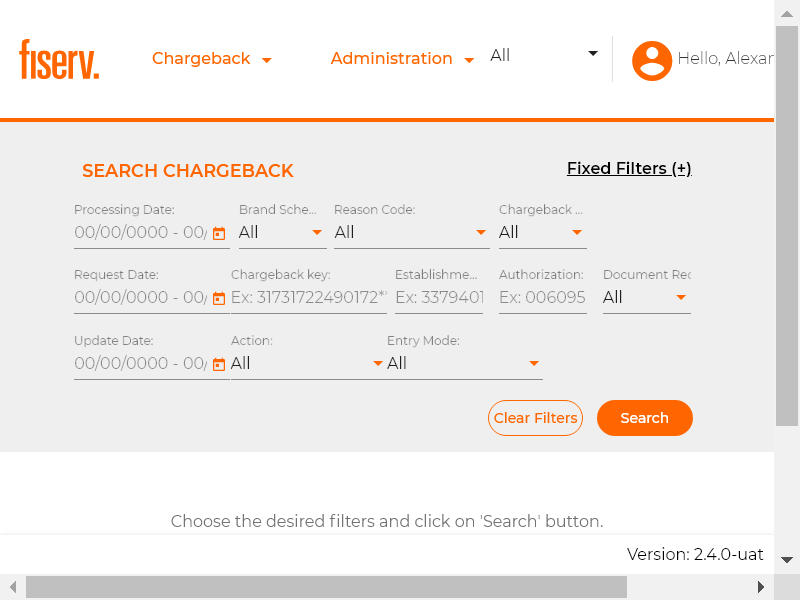 fiserv.
Chargeback
Administration
All
Hello, Alexar
SEARCH CHARGEBACK
Fixed Filters (+)
Processing Date:
Brand Sche...
Reason Code:
Chargeback ...
00/00/0000 - 00/
All
All
All
Request Date:
Chargeback key:
Establishme...
Authorization:
Document Rec
00/00/0000 - 00/
Ex: 31731722490172*
Ex: 3379401
Ex: 006095
All
Update Date:
Action:
Entry Mode:
00/00/0000 - 00/
All
All
Clear Filters
Search
Choose the desired filters and click on 'Search' button.
Version: 2.4.0-uat